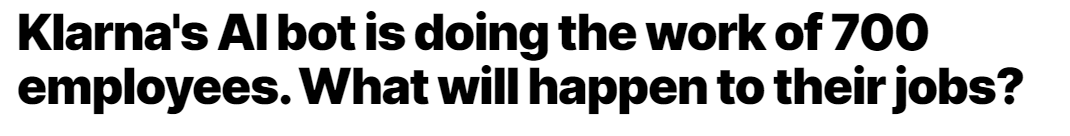 Klarna's AI bot is doing the work of 700
employees. What will happen to their jobs?